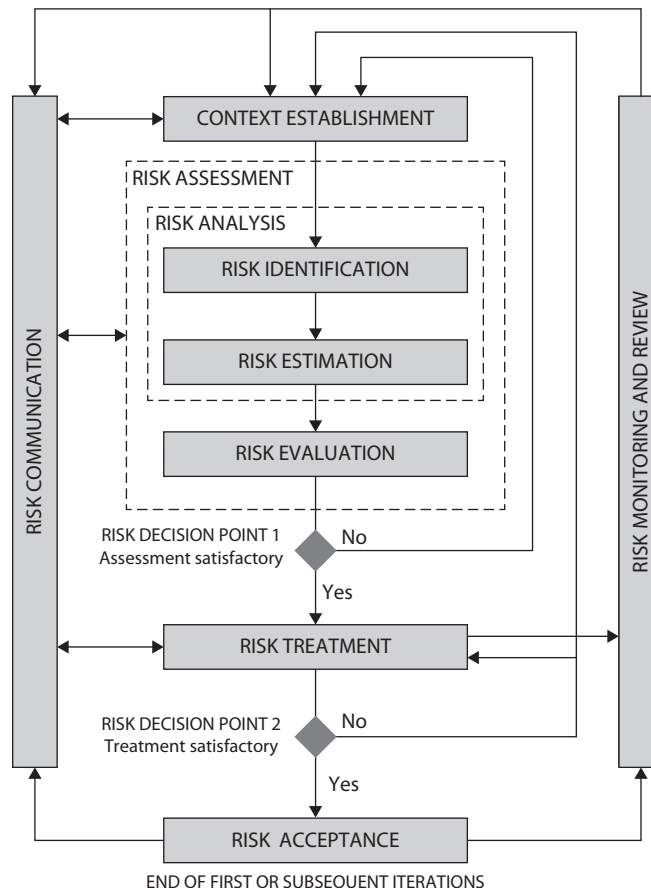 CONTEXT ESTABLISHMENT
RISK ASSESSMENT
RISK ANALYSIS
RISK IDENTIFICATION
RISK ESTIMATION
RISK EVALUATION
RISK COMMUNICATION
RISK MONITORING AND REVIEW
RISK DECISION POINT 1
Assessment satisfactory
No
Yes
RISK TREATMENT
RISK DECISION POINT 2
Treatment satisfactory
No
Yes
RISK ACCEPTANCE
END OF FIRST OR SUBSEQUENT ITERATIONS